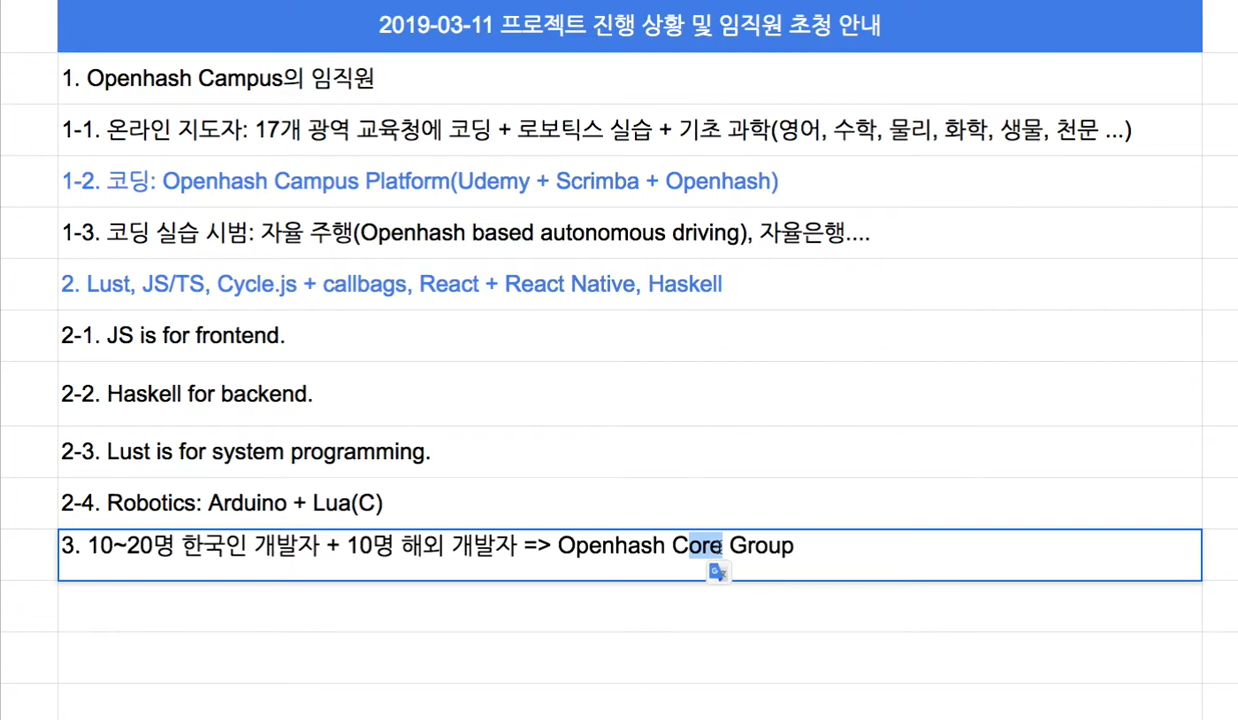 2019-03-11 프로젝트 진행 상황 및 임직원 초청 안내
1. Openhash Campus의 임직원
1-1. 온라인 지도자: 17개 광역 교육청에 코딩 + 로보틱스 실습 + 기초 과학(영어, 수학, 물리, 화학, 생물, 천문 ...)
1-2. 코딩: Openhash Campus Platform(Udemy + Scrimba + Openhash)
1-3. 코딩 실습 시범: 자율 주행(Openhash based autonomous driving), 자율은행....
2. Lust, JS/TS, Cycle.js + callbags, React + React Native, Haskell
2-1. JS is for frontend.
2-2. Haskell for backend.
2-3. Lust is for system programming.
2-4. Robotics: Arduino + Lua(C)
3. 10~20명 한국인 개발자 + 10명 해외 개발자 => Openhash Core Group